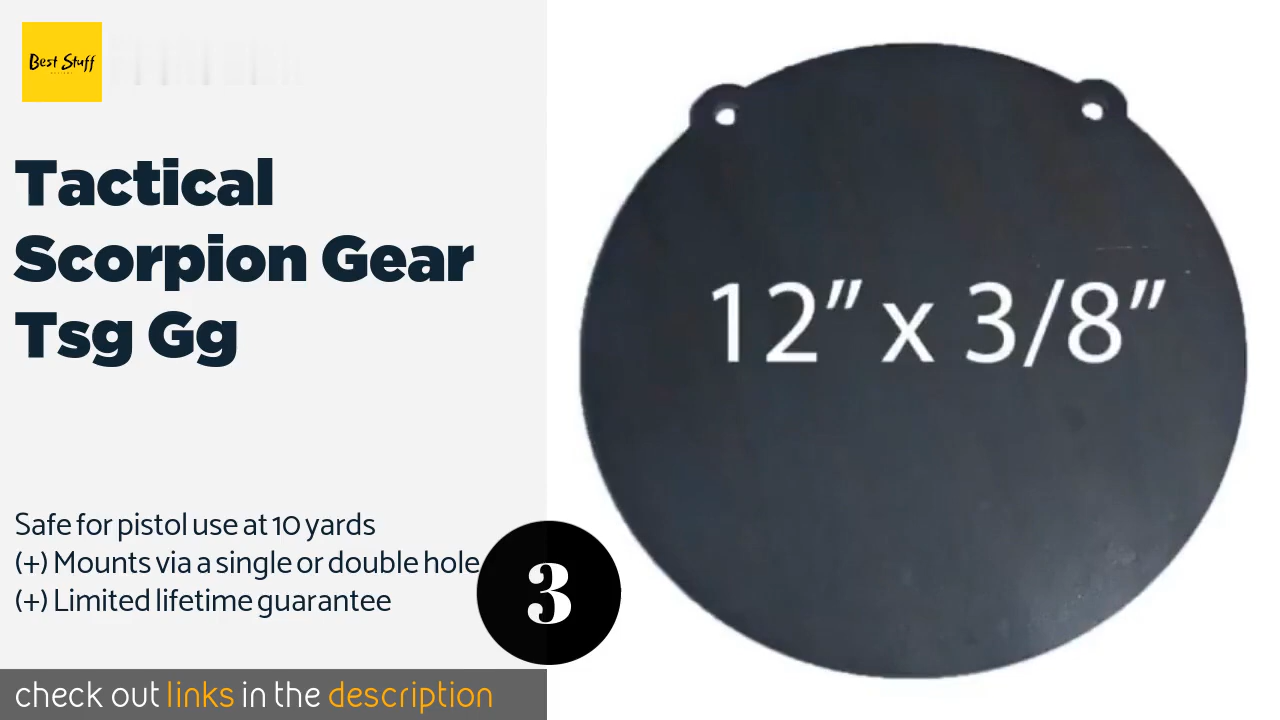 Best Stuff
Tactical
Scorpion Gear
Tsg Gg
12" x 3/8"
Safe for pistol use at 10 yards
(+) Mounts via a single or double hole
(+) Limited lifetime guarantee
3
check out links in the description